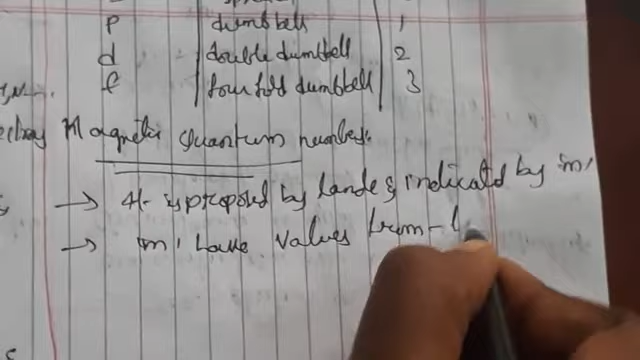 p dumbbell 1
d double dumbbell 2
f four fold dumbbell 3
Magnetic quantum number:
→ It is proposed by lande & indicated by 'm'
→ 'm' have values from - l